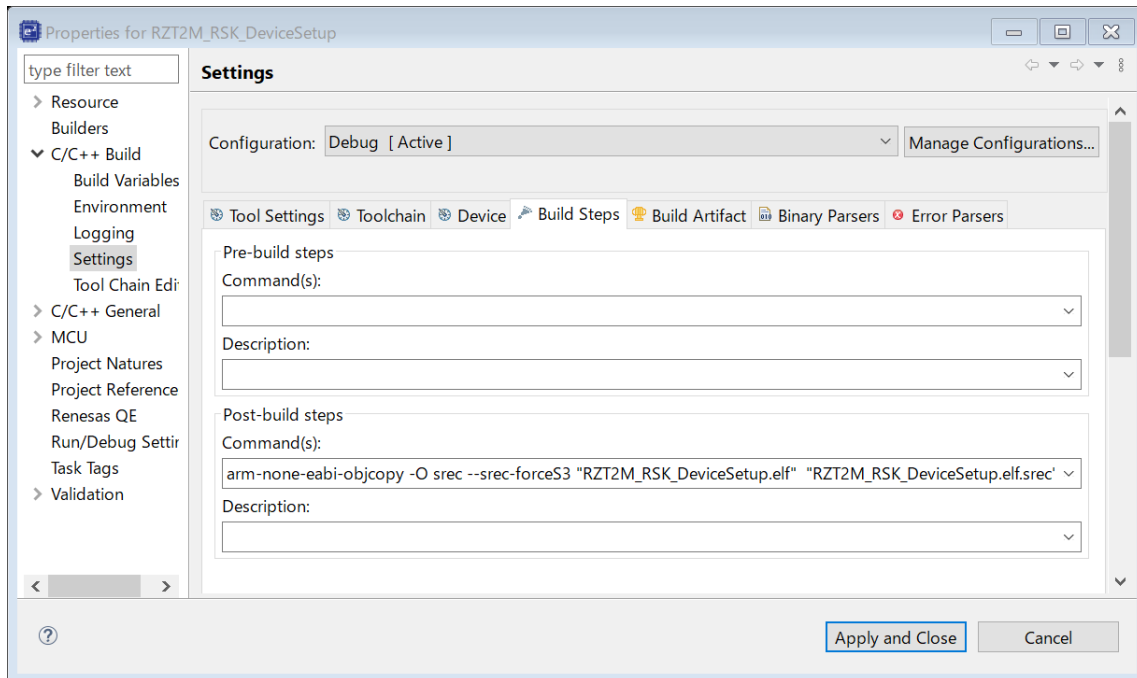 Properties for RZT2M_RSK_DeviceSetup
type filter text
Resource
Builders
C/C++ Build
Build Variables
Environment
Logging
Settings
Tool Chain Edi
C/C++ General
MCU
Project Natures
Project Reference
Renesas QE
Run/Debug Settin
Task Tags
Validation
Settings
Configuration: Debug [ Active ] Manage Configurations...
Tool Settings Toolchain Device Build Steps Build Artifact Binary Parsers Error Parsers
Pre-build steps
Command(s):
Description:
Post-build steps
Command(s):
arm-none-eabi-objcopy -O srec --srec-forceS3 "RZT2M_RSK_DeviceSetup.elf"  "RZT2M_RSK_DeviceSetup.elf.srec"
Description:
Apply and Close Cancel